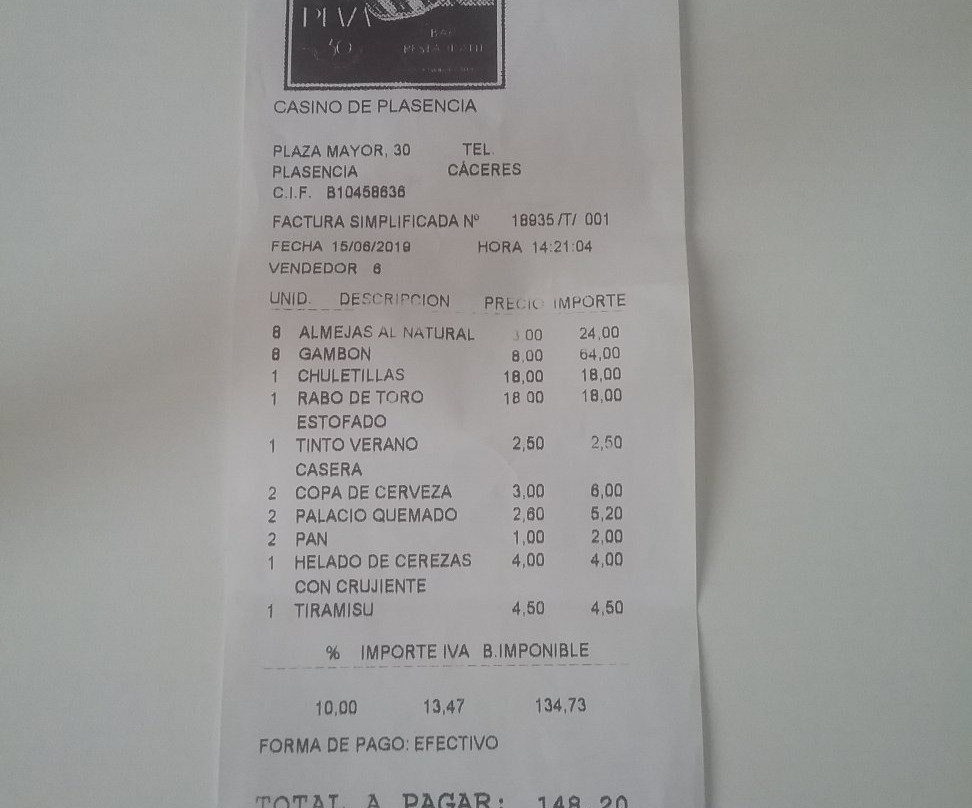 PLAZA
30
BAR
RESTAURANTE
CASINO DE PLASENCIA
PLAZA MAYOR, 30 TEL.
PLASENCIA CÁCERES
C.I.F. B10458636
FACTURA SIMPLIFICADA Nº 18935 /T/ 001
FECHA 15/06/2019 HORA 14:21:04
VENDEDOR 6
UNID. DESCRIPCION PRECIO IMPORTE
8 ALMEJAS AL NATURAL 3,00 24,00
8 GAMBON 8,00 64,00
1 CHULETILLAS 18,00 18,00
1 RABO DE TORO 18 00 18,00
ESTOFADO
1 TINTO VERANO 2,50 2,50
CASERA
2 COPA DE CERVEZA 3,00 6,00
2 PALACIO QUEMADO 2,60 5,20
2 PAN 1,00 2,00
1 HELADO DE CEREZAS 4,00 4,00
CON CRUJIENTE
1 TIRAMISU 4,50 4,50
% IMPORTE IVA B.IMPONIBLE
10,00 13,47 134,73
FORMA DE PAGO: EFECTIVO
TOTAL A PAGAR: 148,20